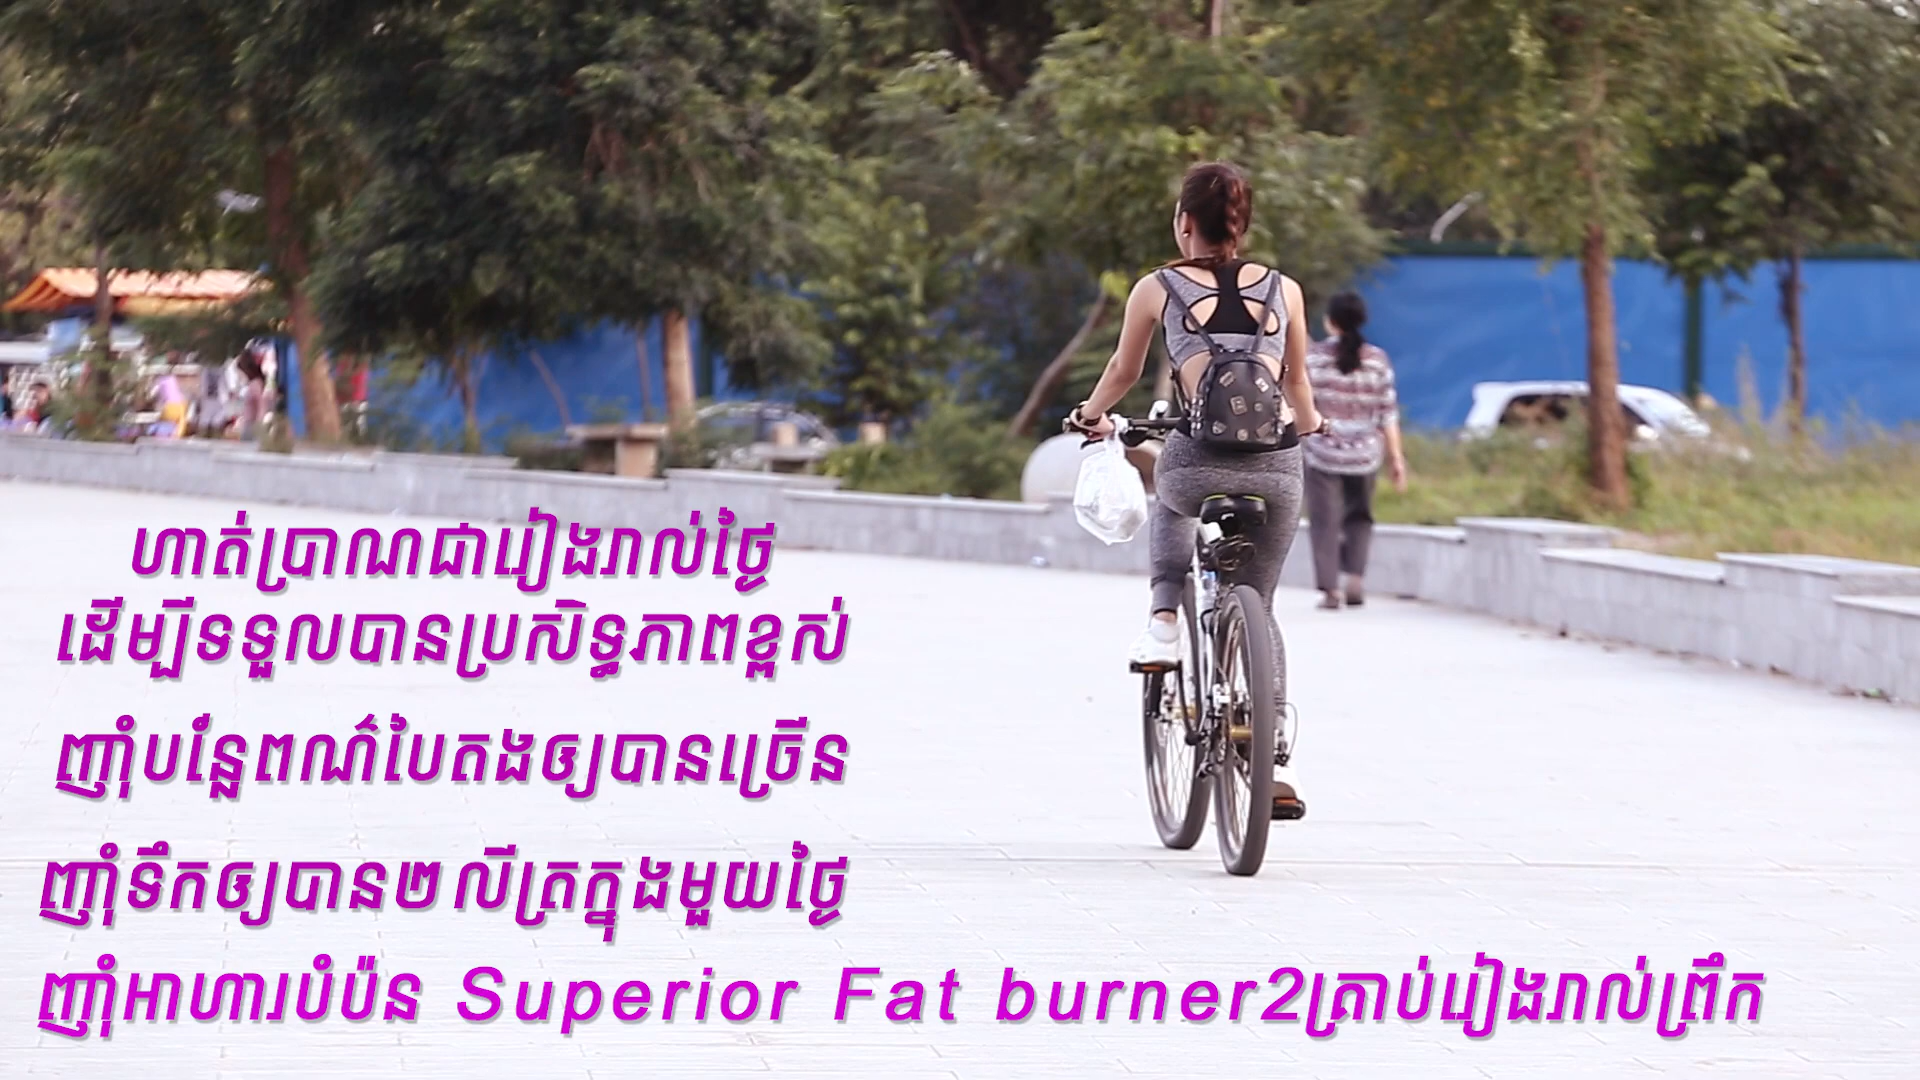 ហាត់ប្រាណជារៀងរាល់ថ្ងៃ
ដើម្បីទទួលបានប្រសិទ្ធភាពខ្ពស់
ញ៉ាំបន្លែពណ៌បៃតងឲ្យបានច្រើន
ញ៉ាំទឹកឲ្យបាន២ លីត្រក្នុងមួយថ្ងៃ
ញ៉ាំអាហារបំប៉ន Superior Fat burner2គ្រាប់រៀងរាល់ព្រឹក